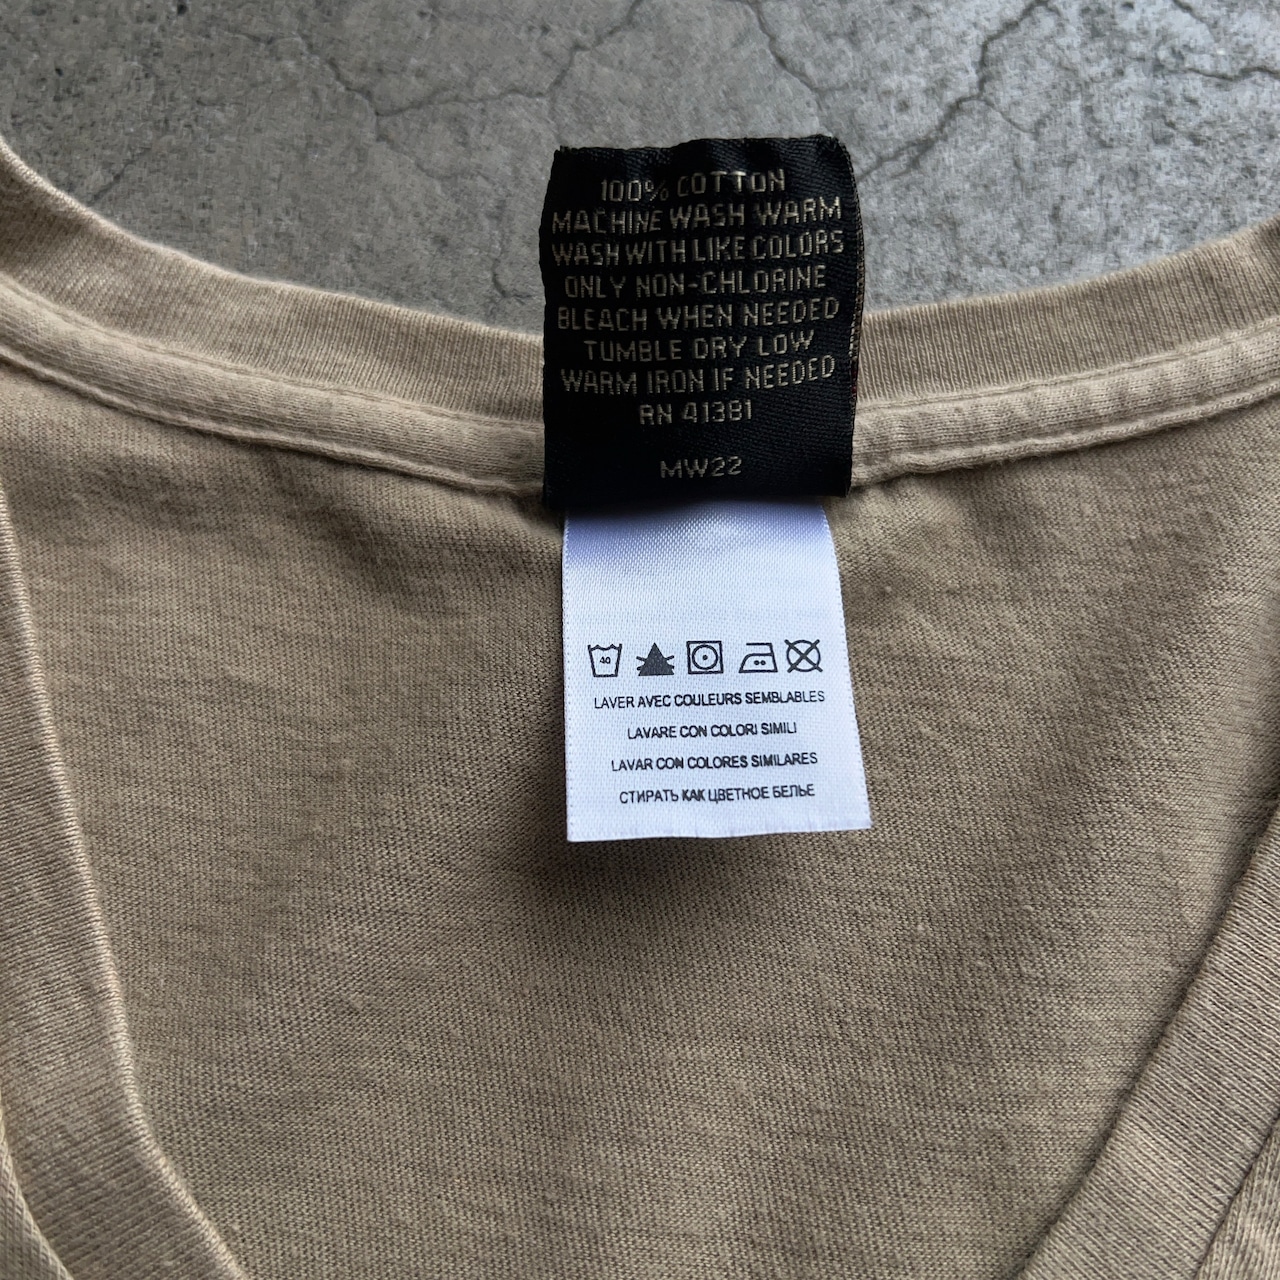 100% COTTON
MACHINE WASH WARM
WASH WITH LIKE COLORS
ONLY NON-CHLORINE
BLEACH WHEN NEEDED
TUMBLE DRY LOW
WARM IRON IF NEEDED
RN 41381
MW22
40
LAVER AVEC COULEURS SEMBLABLES
LAVARE CON COLORI SIMILI
LAVAR CON COLORES SIMILARES
СТИРАТЬ КАК ЦВЕТНОЕ БЕЛЬЕ